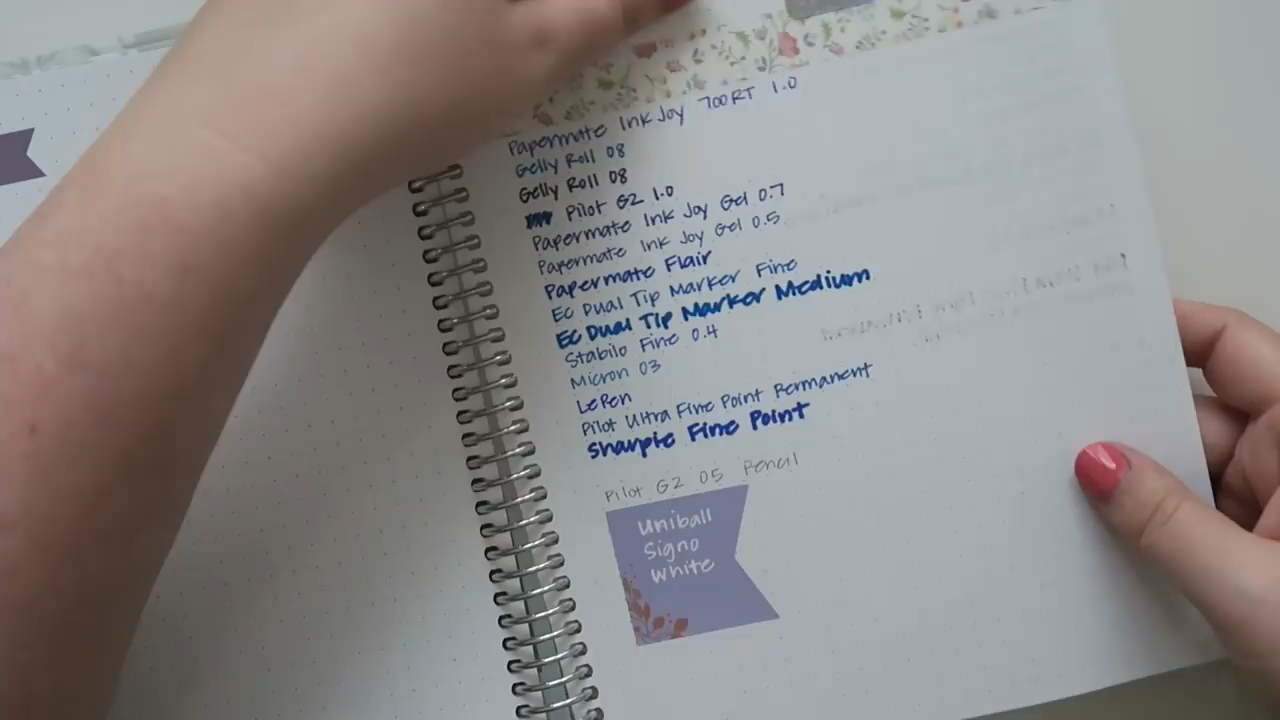 Papermate InkJoy 700RT 1.0
Gelly Roll 08
Gelly Roll 08
Pilot G2 1.0
Papermate Ink Joy Gel 0.7
Papermate Ink Joy Gel 0.5
Papermate Flair
EC Dual Tip Marker Fine
EC Dual Tip Marker Medium
Stabilo Fine 0.4
Micron 03
LePen
Pilot Ultra Fine Point Permanent
Sharpie Fine Point
Pilot G2 05 Pencil
Uniball
Signo
White